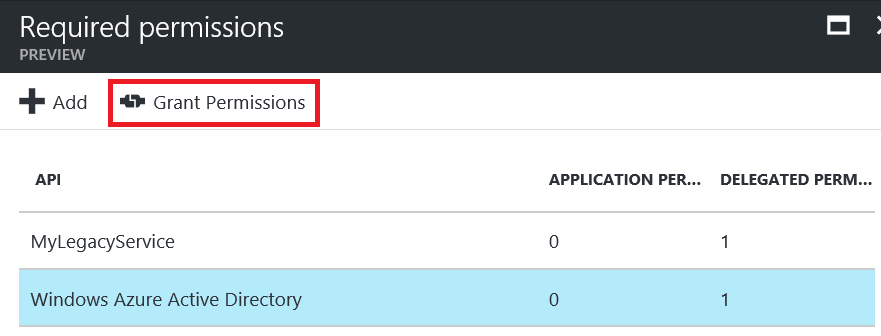 Required permissions
PREVIEW
Add Grant Permissions
API APPLICATION PER... DELEGATED PERM...
MyLegacyService 0 1
Windows Azure Active Directory 0 1